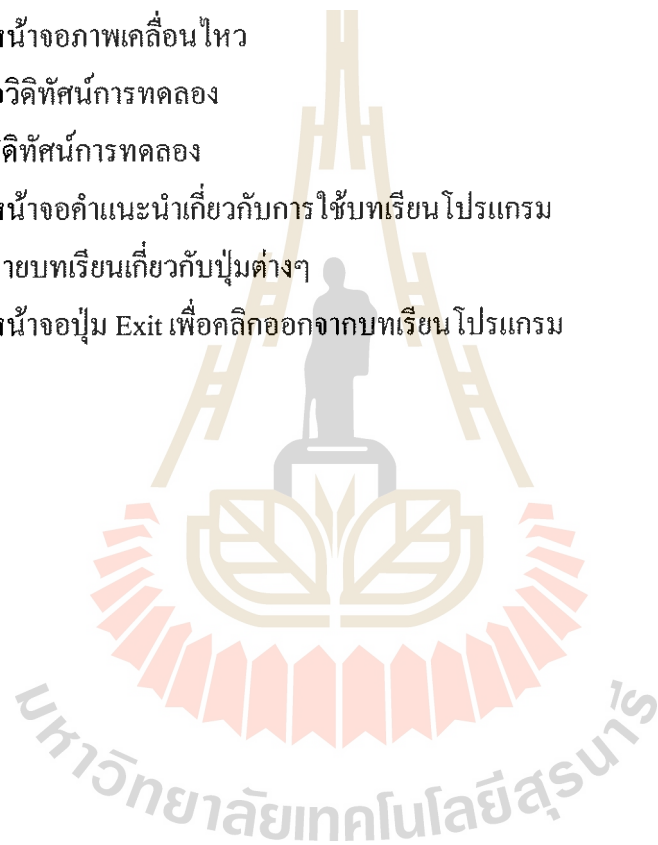 หน้าจอภาพเคลื่อนไหว
วิดิทัศน์การทดลอง
ดิทัศน์การทดลอง
หน้าจอคำแนะนำเกี่ยวกับการใช้บทเรียนโปรแกรม
ายบทเรียนเกี่ยวกับปุ่มต่างๆ
หน้าจอปุ่ม Exit เพื่อคลิกออกจากบทเรียนโปรแกรม
มหาวิทยาลัยเทคโนโลยีสุรนารี